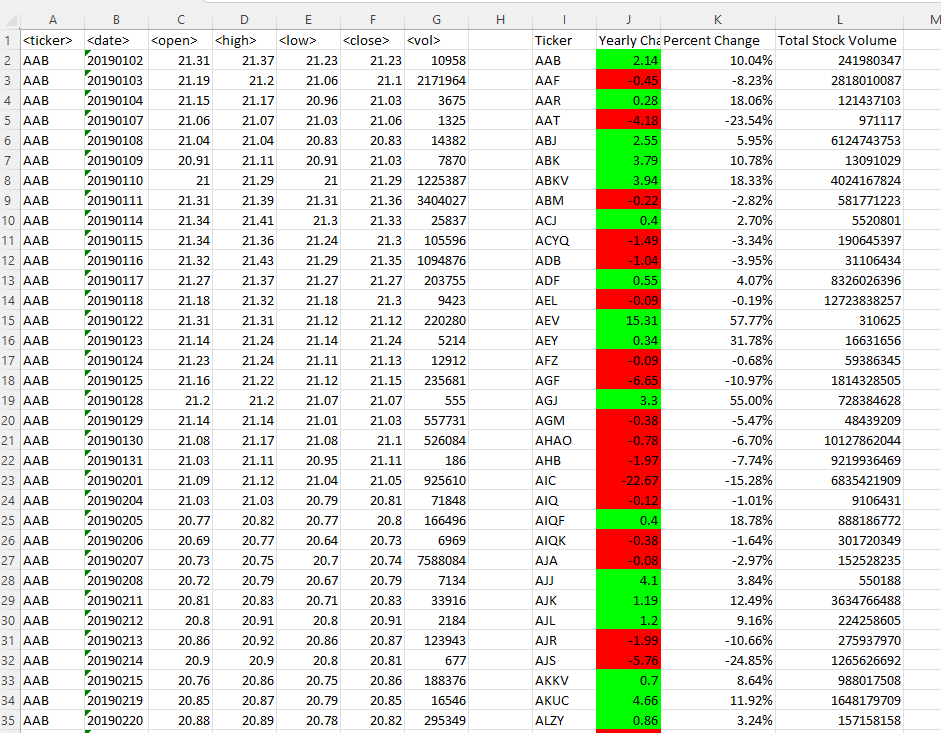 A B C D E F G H I J K L M
1 <ticker> <date> <open> <high> <low> <close> <vol> Ticker Yearly Cha Percent Change Total Stock Volume
2 AAB 20190102 21.31 21.37 21.23 21.23 10958 AAB 2.14 10.04% 241980347
3 AAB 20190103 21.19 21.2 21.06 21.1 2171964 AAF -0.45 -8.23% 2818010087
4 AAB 20190104 21.15 21.17 20.96 21.03 3675 AAR 0.28 18.06% 121437103
5 AAB 20190107 21.06 21.07 21.03 21.06 1325 AAT -4.18 -23.54% 971117
6 AAB 20190108 21.04 21.04 20.83 20.83 14382 ABJ 2.55 5.95% 6124743753
7 AAB 20190109 20.91 21.11 20.91 21.03 7870 ABK 3.79 10.78% 13091029
8 AAB 20190110 21 21.29 21 21.29 1225387 ABKV 3.94 18.33% 4024167824
9 AAB 20190111 21.31 21.39 21.31 21.36 3404027 ABM -0.22 -2.82% 581771223
10 AAB 20190114 21.34 21.41 21.3 21.33 25837 ACJ 0.4 2.70% 5520801
11 AAB 20190115 21.34 21.36 21.24 21.3 105596 ACYQ -1.49 -3.34% 190645397
12 AAB 20190116 21.32 21.43 21.29 21.35 1094876 ADB -1.04 -3.95% 31106434
13 AAB 20190117 21.27 21.37 21.27 21.27 203755 ADF 0.55 4.07% 8326026396
14 AAB 20190118 21.18 21.32 21.18 21.3 9423 AEL -0.09 -0.19% 12723838257
15 AAB 20190122 21.31 21.31 21.12 21.12 220280 AEV 15.31 57.77% 310625
16 AAB 20190123 21.14 21.24 21.14 21.24 5214 AEY 0.34 31.78% 16631656
17 AAB 20190124 21.23 21.24 21.11 21.13 12912 AFZ -0.09 -0.68% 59386345
18 AAB 20190125 21.16 21.22 21.12 21.15 235681 AGF -6.65 -10.97% 1814328505
19 AAB 20190128 21.2 21.2 21.07 21.07 555 AGJ 3.3 55.00% 728384628
20 AAB 20190129 21.14 21.14 21.01 21.03 557731 AGM -0.38 -5.47% 48439209
21 AAB 20190130 21.08 21.17 21.08 21.1 526084 AHAO -0.78 -6.70% 10127862044
22 AAB 20190131 21.03 21.11 20.95 21.11 186 AHB -1.97 -7.74% 9219936469
23 AAB 20190201 21.09 21.12 21.04 21.05 925610 AIC -22.67 -15.28% 6835421909
24 AAB 20190204 21.03 21.03 20.79 20.81 71848 AIQ -0.12 -1.01% 9106431
25 AAB 20190205 20.77 20.82 20.77 20.8 166496 AIQF 0.4 18.78% 888186772
26 AAB 20190206 20.69 20.77 20.64 20.73 6969 AIQK -0.38 -1.64% 301720349
27 AAB 20190207 20.73 20.75 20.7 20.74 7588084 AJA -0.08 -2.97% 152528235
28 AAB 20190208 20.72 20.79 20.67 20.79 7134 AJJ 4.1 3.84% 550188
29 AAB 20190211 20.81 20.83 20.71 20.83 33916 AJK 1.19 12.49% 3634766488
30 AAB 20190212 20.8 20.91 20.8 20.91 2184 AJL 1.2 9.16% 224258605
31 AAB 20190213 20.86 20.92 20.86 20.87 123943 AJR -1.99 -10.66% 275937970
32 AAB 20190214 20.9 20.9 20.8 20.81 677 AJS -5.76 -24.85% 1265626692
33 AAB 20190215 20.76 20.86 20.75 20.86 188376 AKKV 0.7 8.64% 988017508
34 AAB 20190219 20.85 20.87 20.79 20.85 16546 AKUC 4.66 11.92% 1648179709
35 AAB 20190220 20.88 20.89 20.78 20.82 295349 ALZY 0.86 3.24% 157158158